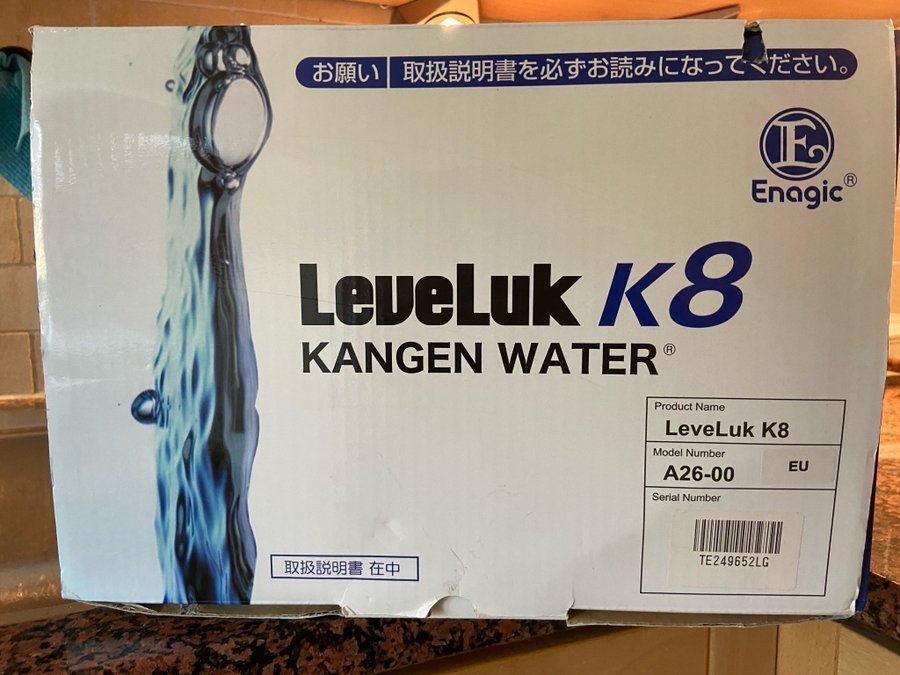 お願い 取扱説明書を必ずお読みになってください。
E
Enagic®
LeveLuk K8
KANGEN WATER®
Product Name
LeveLuk K8
Model Number
A26-00 EU
Serial Number
TE249652LG
取扱説明書 在中